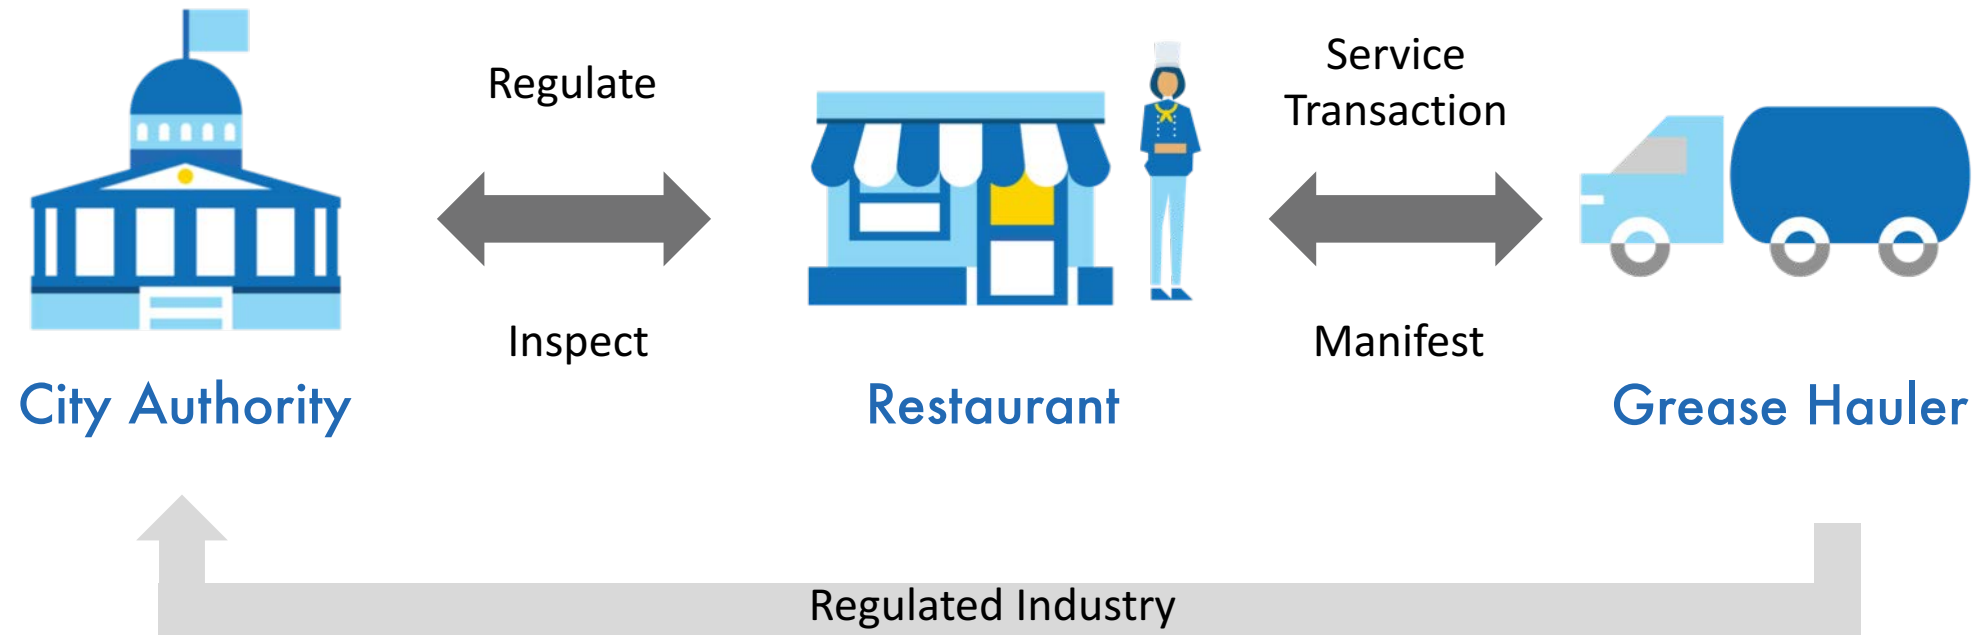 Regulate
Service
Transaction
Inspect
Manifest
City Authority
Restaurant
Grease Hauler
Regulated Industry